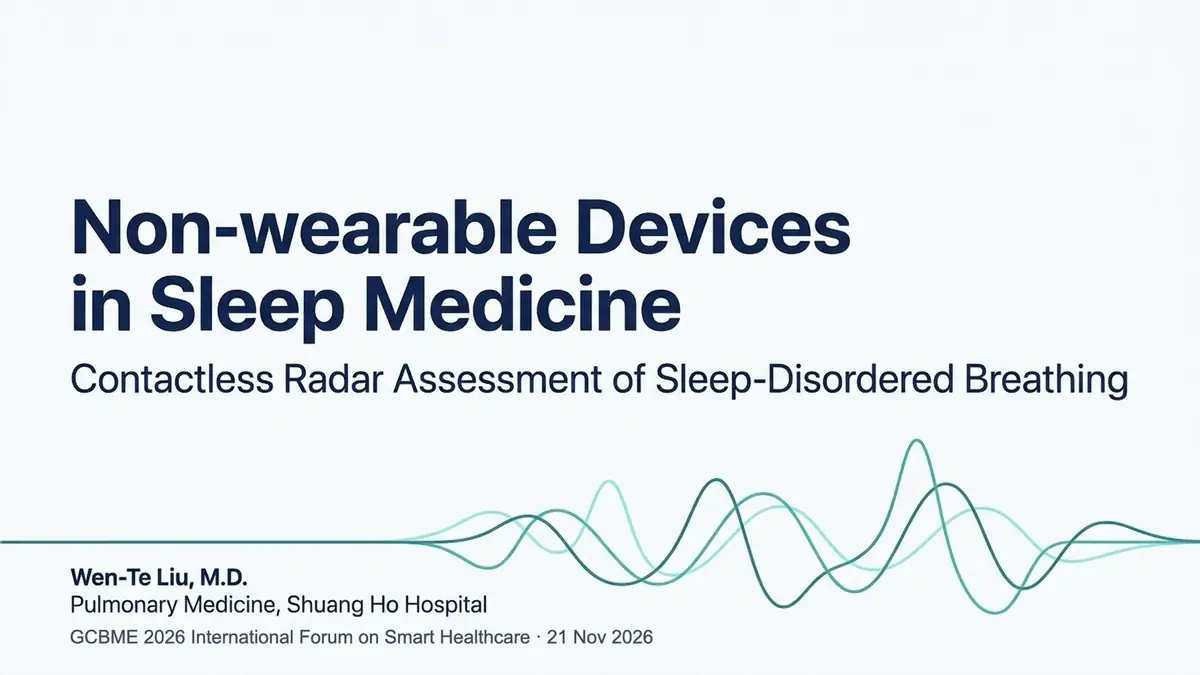 Non-wearable Devices
in Sleep Medicine
Contactless Radar Assessment of Sleep-Disordered Breathing
Wen-Te Liu, M.D.
Pulmonary Medicine, Shuang Ho Hospital
GCBME 2026 International Forum on Smart Healthcare · 21 Nov 2026